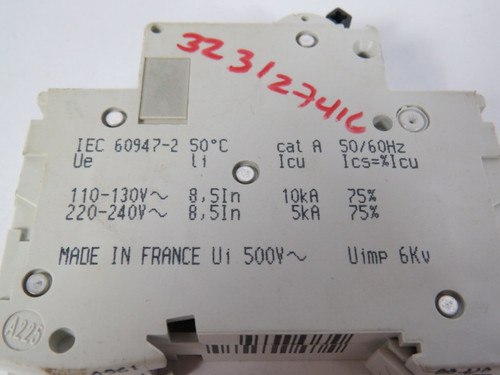 323127416
IEC 60947-2 50°C cat A 50/60Hz
Ue Ii Icu Ics=%Icu
110-130V~ 8,5In 10kA 75%
220-240V~ 8,5In 5kA 75%
MADE IN FRANCE Ui 500V~ Uimp 6Kv
A225